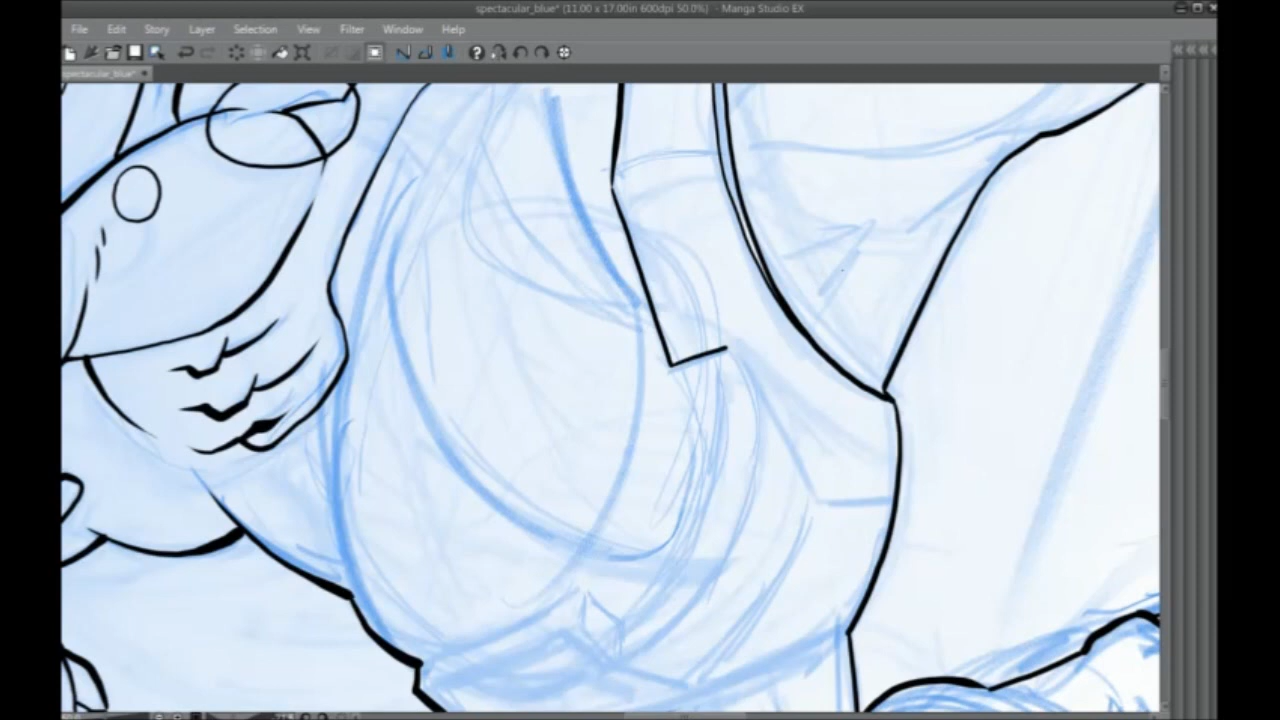 spectacular_blue* (11.00 x 17.00in 600dpi 50.0%) - Manga Studio EX
File Edit Story Layer Selection View Filter Window Help
spectacular_blue*